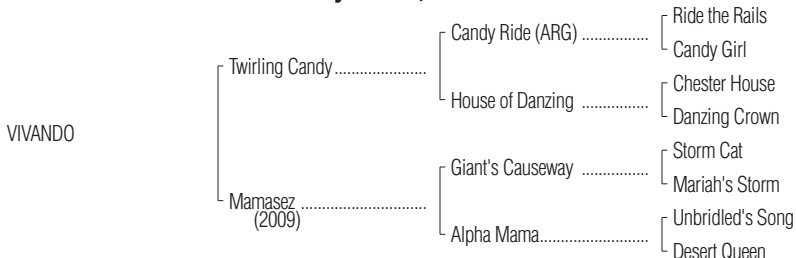 Ride the Rails
Candy Ride (ARG) ................
Candy Girl
Twirling Candy.......................
Chester House
House of Danzing ................
Danzing Crown
VIVANDO
Storm Cat
Giant's Causeway ................
Mariah's Storm
Mamasez ..............................
(2009)
Unbridled's Song
Alpha Mama..........................
Desert Queen